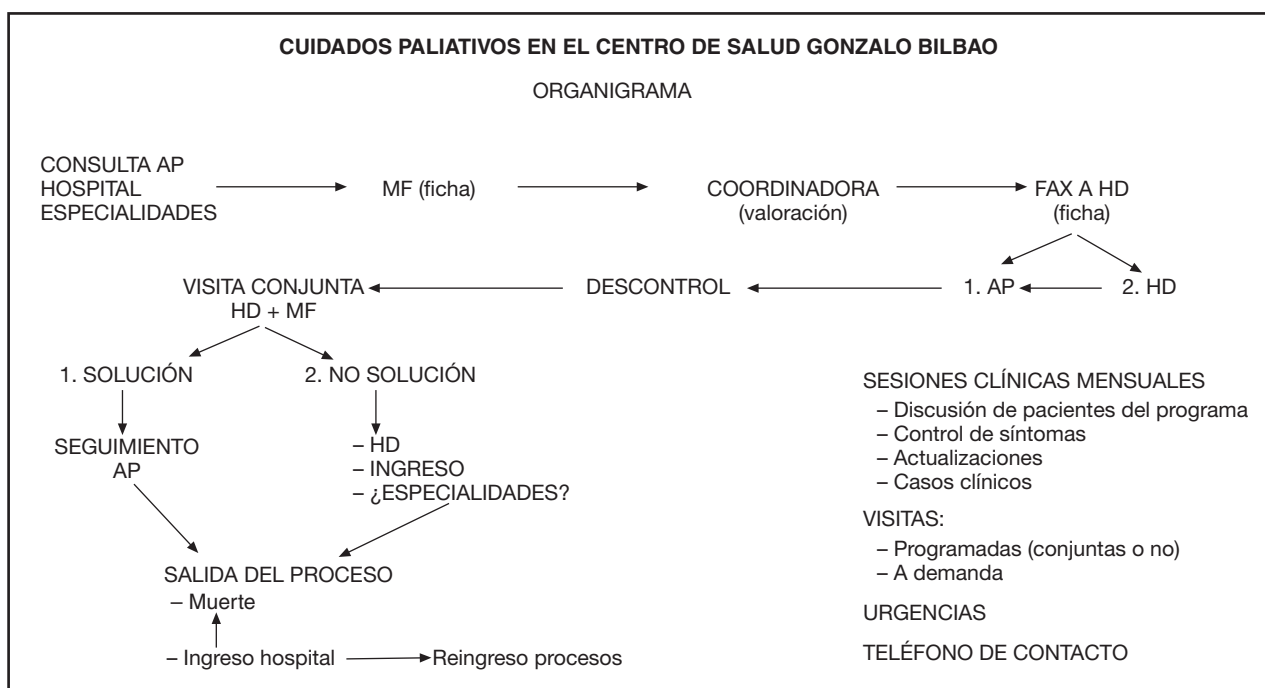 CUIDADOS PALIATIVOS EN EL CENTRO DE SALUD GONZALO BILBAO
ORGANIGRAMA
CONSULTA AP
HOSPITAL
ESPECIALIDADES
MF (ficha)
COORDINADORA
(valoración)
FAX A HD
(ficha)
1. AP
2. HD
DESCONTROL
VISITA CONJUNTA
HD + MF
1. SOLUCIÓN
2. NO SOLUCIÓN
SEGUIMIENTO
AP
– HD
– INGRESO
– ¿ESPECIALIDADES?
SALIDA DEL PROCESO
– Muerte
– Ingreso hospital
Reingreso procesos
SESIONES CLÍNICAS MENSUALES
– Discusión de pacientes del programa
– Control de síntomas
– Actualizaciones
– Casos clínicos
VISITAS:
– Programadas (conjuntas o no)
– A demanda
URGENCIAS
TELÉFONO DE CONTACTO